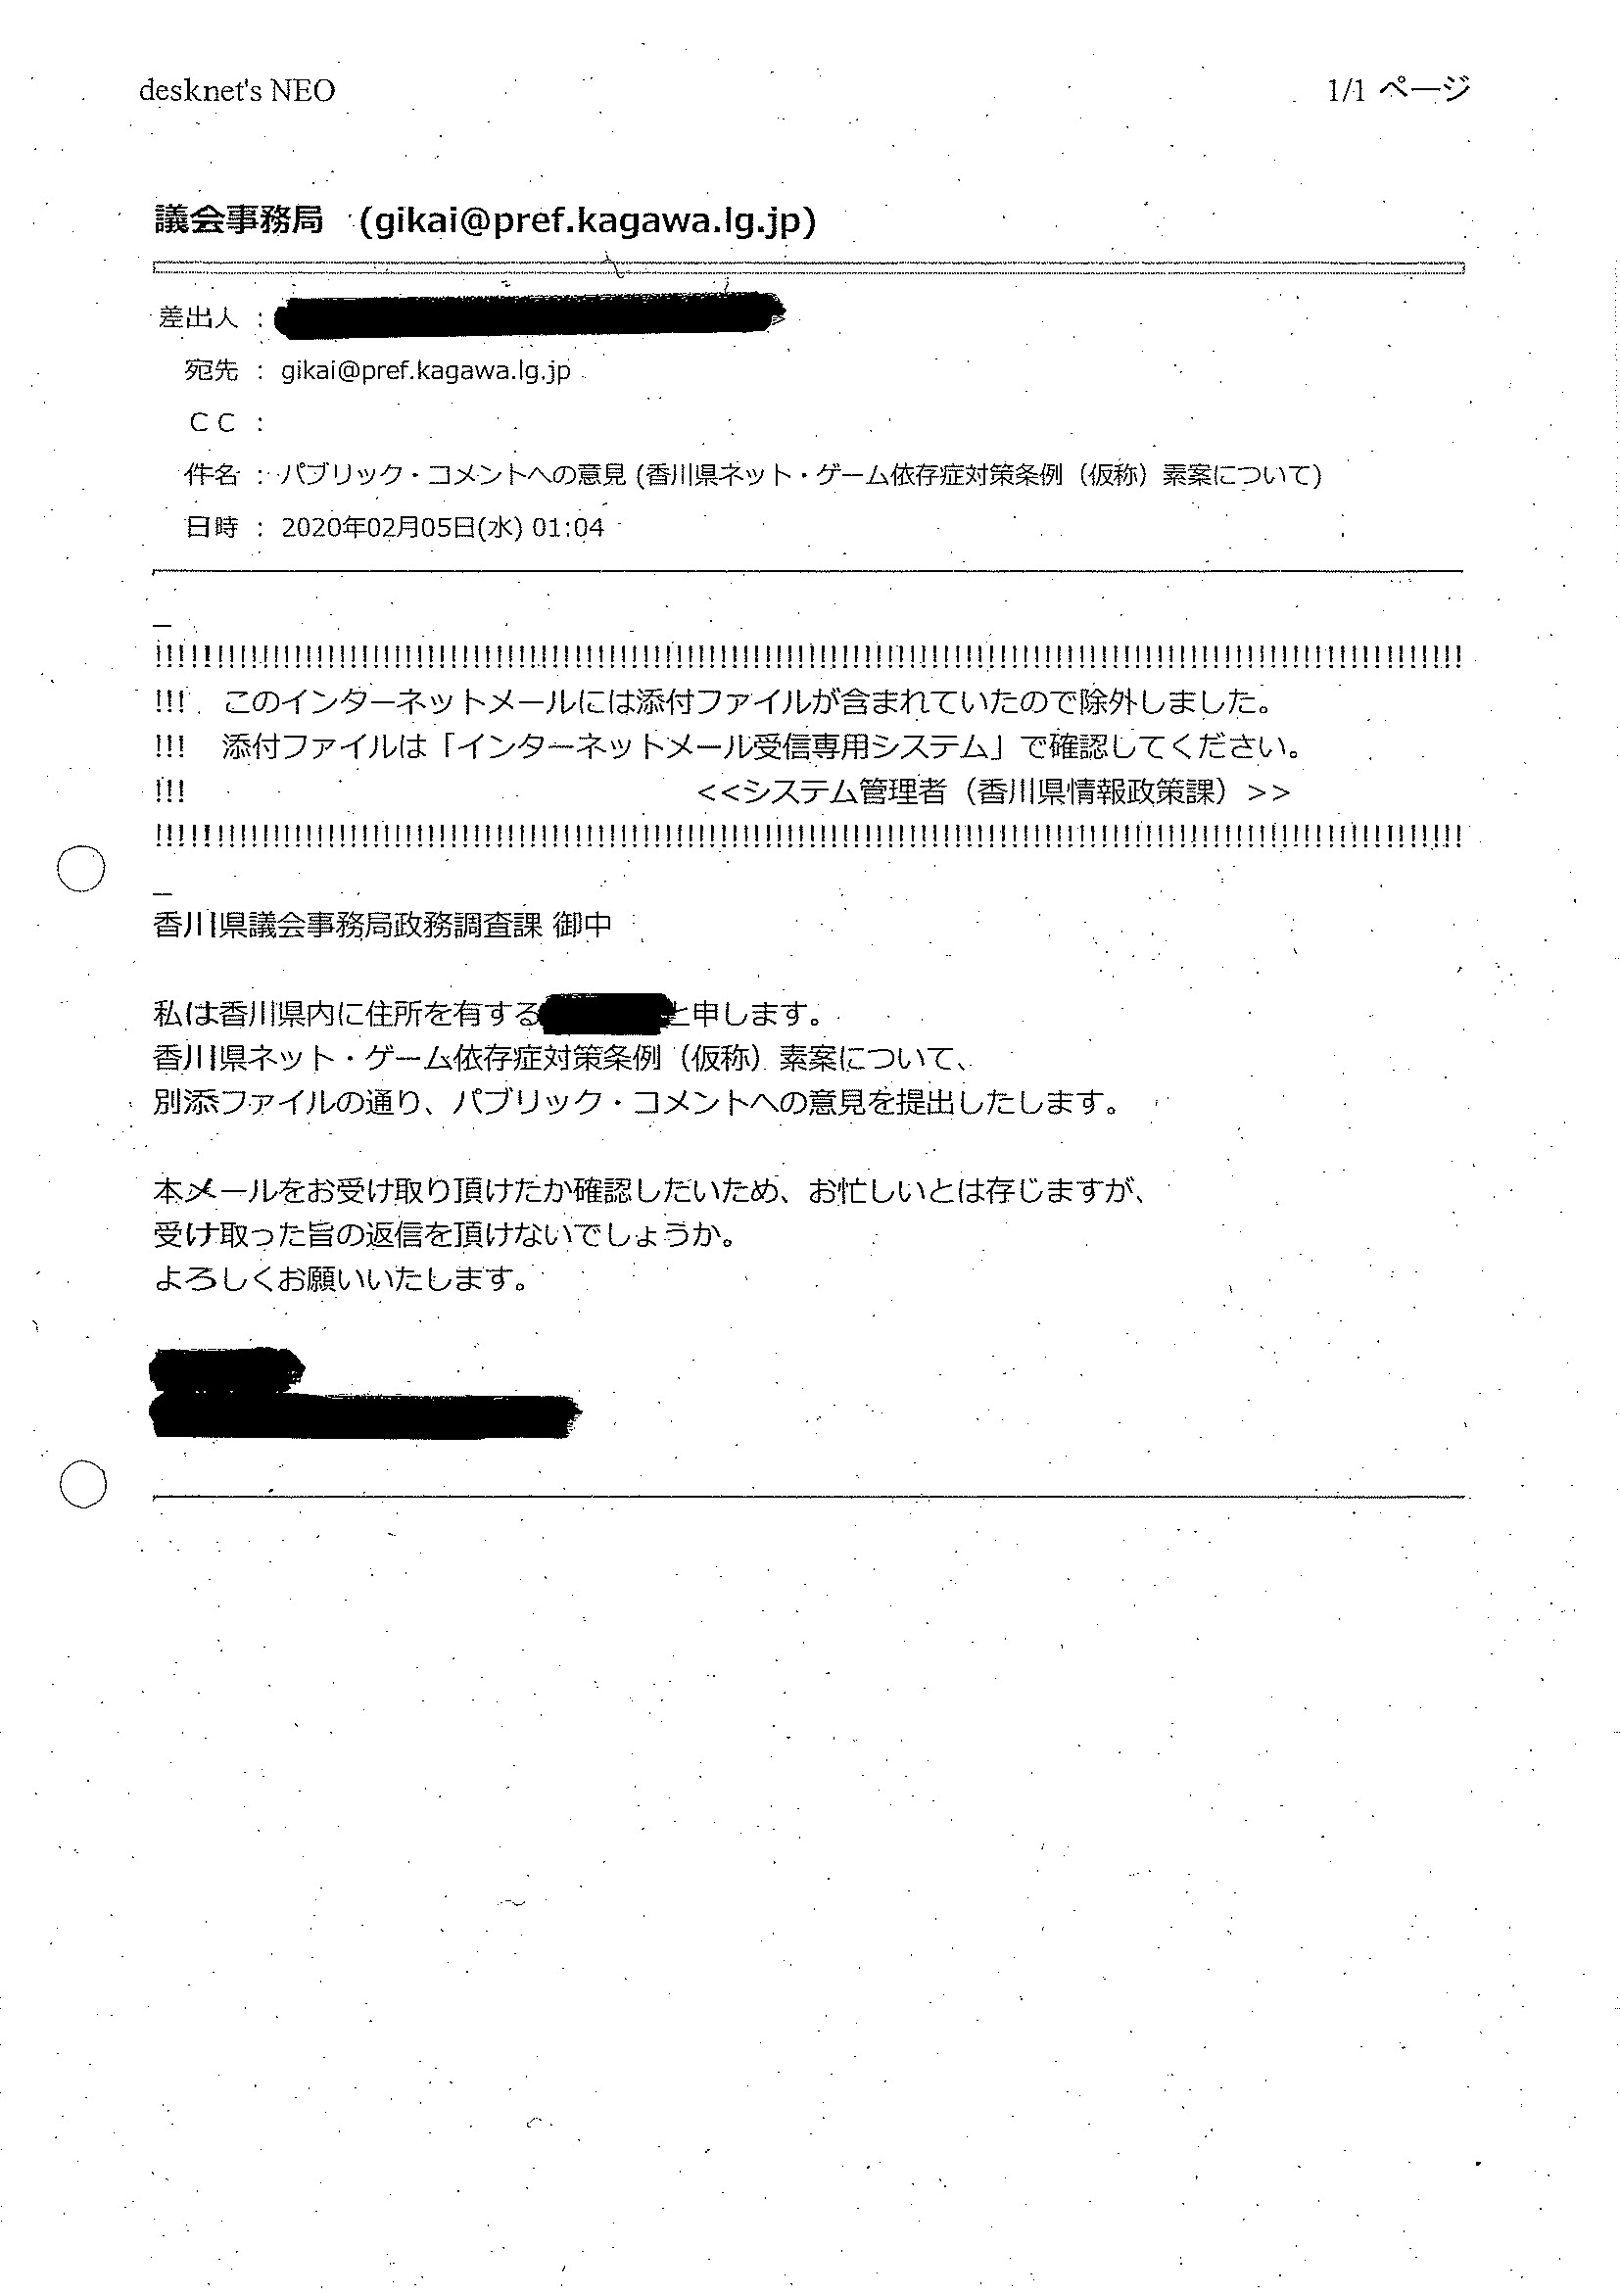 desknet's NEO
1/1 ページ
議会事務局 (gikai@pref.kagawa.lg.jp)
差出人 :
宛先 : gikai@pref.kagawa.lg.jp
ＣＣ :
件名 : パブリック・コメントへの意見 (香川県ネット・ゲーム依存症対策条例（仮称）素案について)
日時 : 2020年02月05日(水) 01:04
_
!!!!!!!!!!!!!!!!!!!!!!!!!!!!!!!!!!!!!!!!!!!!!!!!!!!!!!!!!!!!!!!!!!!!!!!!!!!!!!!!!!!!!!!!!!!!!!!!!!!!!!!!!!!!!!!!
!!! このインターネットメールには添付ファイルが含まれていたので除外しました。
!!! 添付ファイルは「インターネットメール受信専用システム」で確認してください。
!!! <<システム管理者（香川県情報政策課）>>
!!!!!!!!!!!!!!!!!!!!!!!!!!!!!!!!!!!!!!!!!!!!!!!!!!!!!!!!!!!!!!!!!!!!!!!!!!!!!!!!!!!!!!!!!!!!!!!!!!!!!!!!!!!!!!!!
_
香川県議会事務局政務調査課 御中
私は香川県内に住所を有する と申します。
香川県ネット・ゲーム依存症対策条例（仮称）素案について、
別添ファイルの通り、パブリック・コメントへの意見を提出したします。
本メールをお受け取り頂けたか確認したいため、お忙しいとは存じますが、
受け取った旨の返信を頂けないでしょうか。
よろしくお願いいたします。